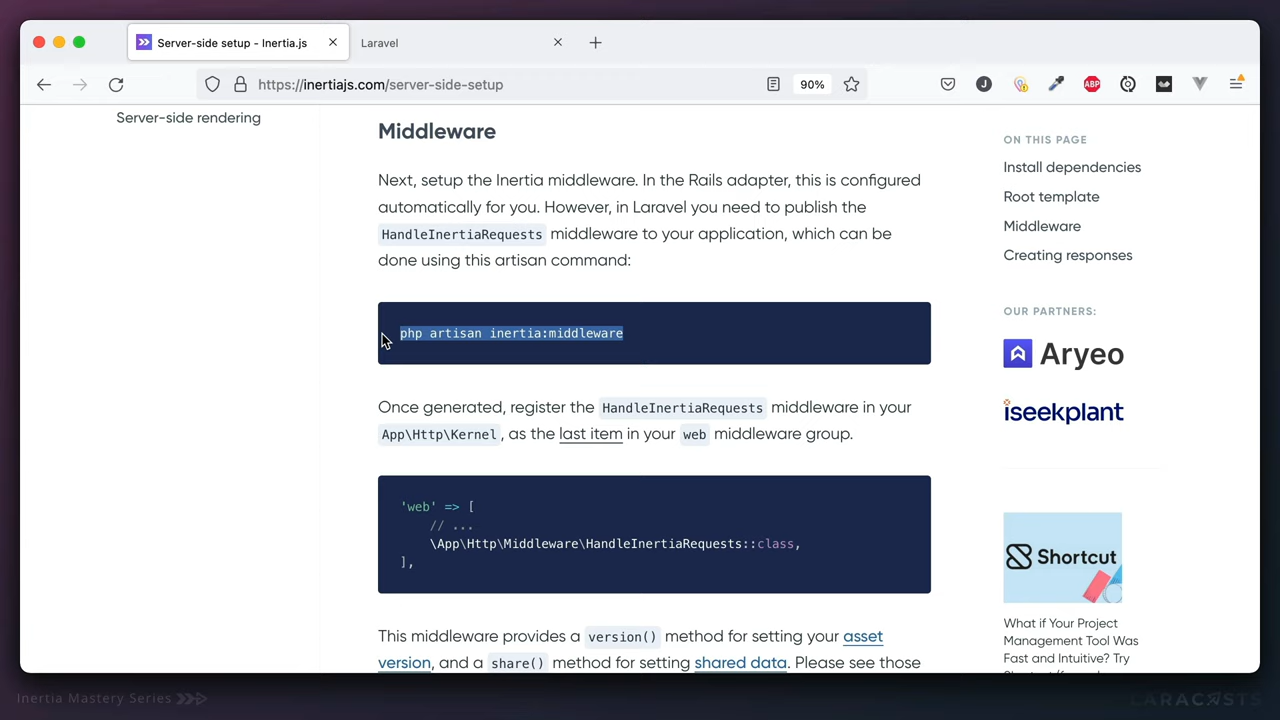 Server-side setup - Inertia.js
Laravel
https://inertiajs.com/server-side-setup
90%
J
ABP
Server-side rendering
Middleware
Next, setup the Inertia middleware. In the Rails adapter, this is configured
automatically for you. However, in Laravel you need to publish the
HandleInertiaRequests middleware to your application, which can be
done using this artisan command:
php artisan inertia:middleware
Once generated, register the HandleInertiaRequests middleware in your
App\Http\Kernel, as the last item in your web middleware group.
'web' => [
// ...
\App\Http\Middleware\HandleInertiaRequests::class,
],
This middleware provides a version() method for setting your asset
version, and a share() method for setting shared data. Please see those
ON THIS PAGE
Install dependencies
Root template
Middleware
Creating responses
OUR PARTNERS:
Aryeo
iseekplant
Shortcut
What if Your Project
Management Tool Was
Fast and Intuitive? Try
Inertia Mastery Series
LARACASTS